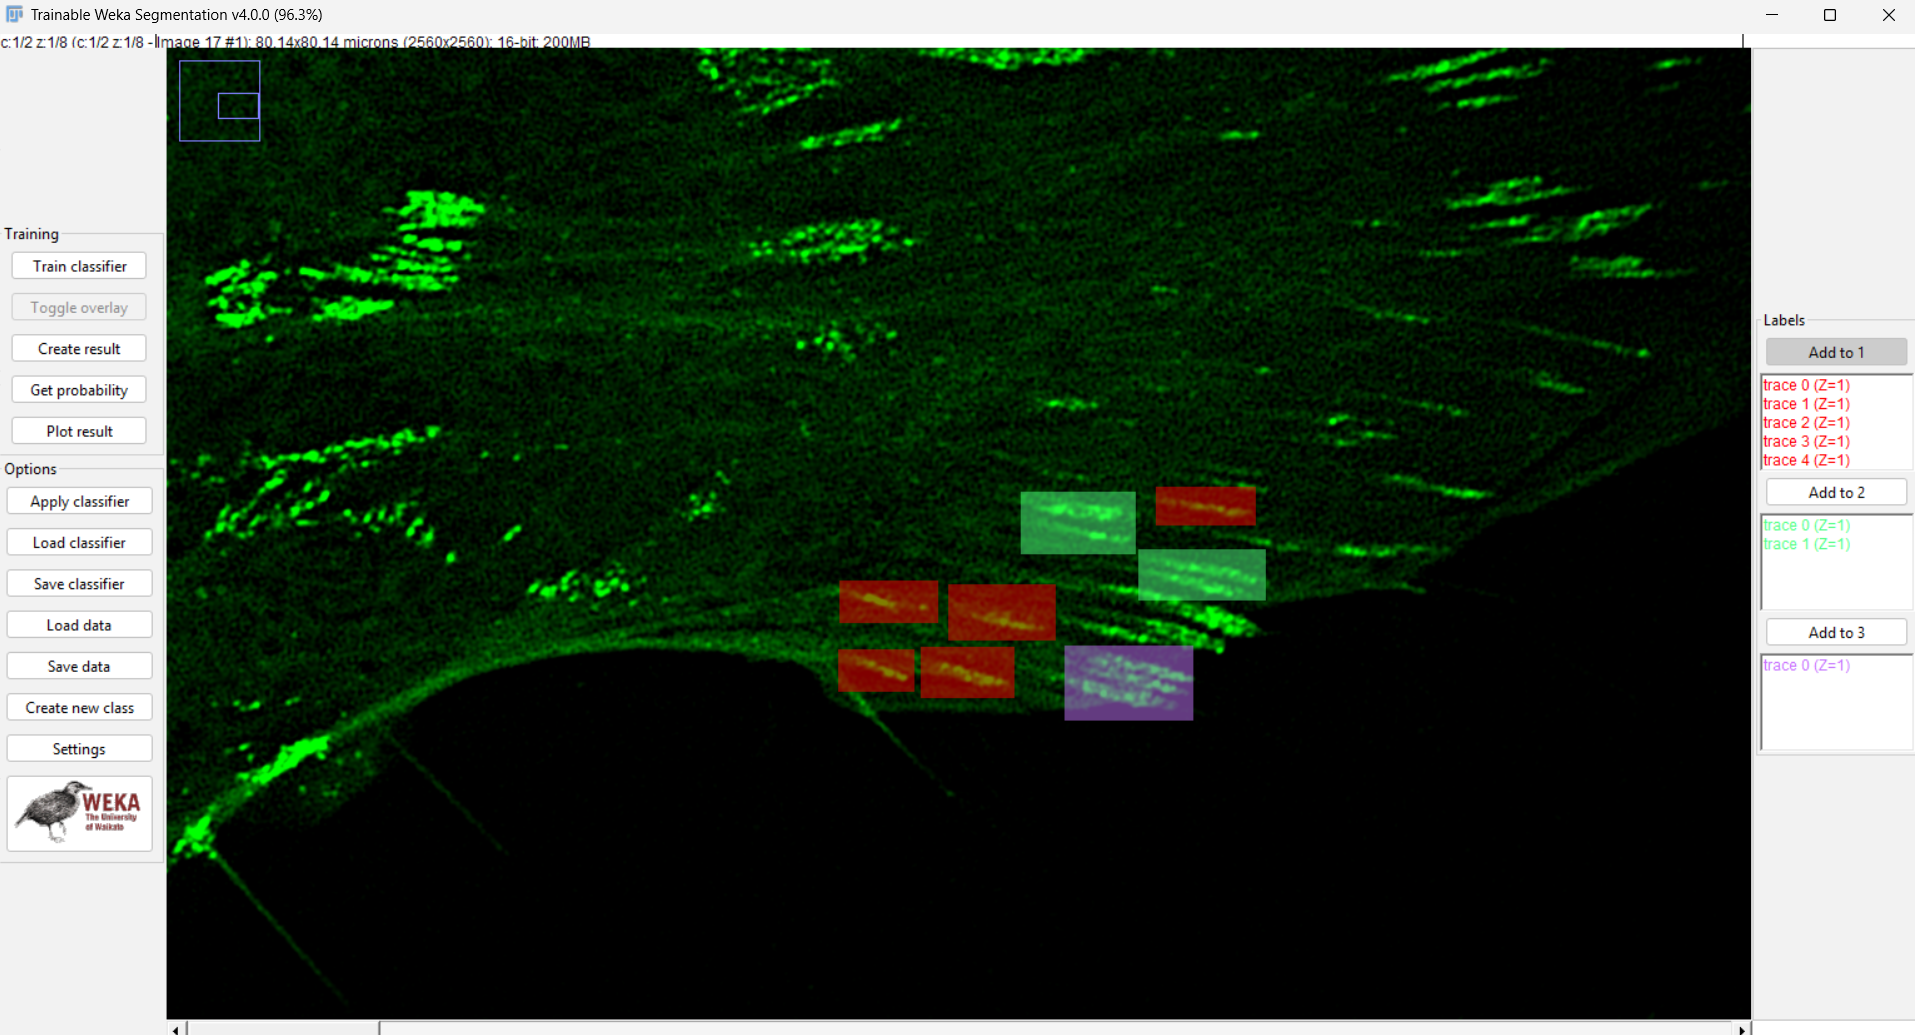 Trainable Weka Segmentation v4.0.0 (96.3%)
c:1/2 z:1/8 (c:1/2 z:1/8 - Image 17 #1); 80.14x80.14 microns (2560x2560); 16-bit; 200MB
Training
Train classifier
Toggle overlay
Create result
Get probability
Plot result
Options
Apply classifier
Load classifier
Save classifier
Load data
Save data
Create new class
Settings
WEKA
The University
of Waikato
Labels
Add to 1
trace 0 (Z=1)
trace 1 (Z=1)
trace 2 (Z=1)
trace 3 (Z=1)
trace 4 (Z=1)
Add to 2
trace 0 (Z=1)
trace 1 (Z=1)
Add to 3
trace 0 (Z=1)